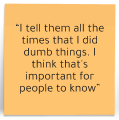 “I tell them all the
times that I did
dumb things. I
think that's
important for
people to know”